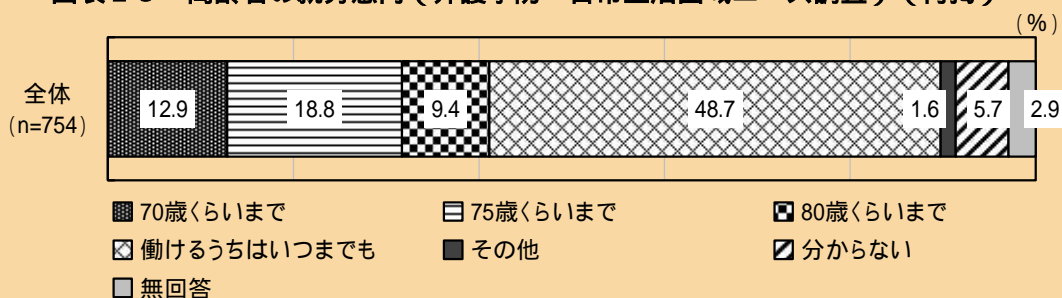 (%)
全体
(n=754)
12.9 18.8 9.4 48.7 1.6 5.7 2.9
70歳くらいまで 75歳くらいまで 80歳くらいまで
働けるうちはいつまでも その他 分からない
無回答